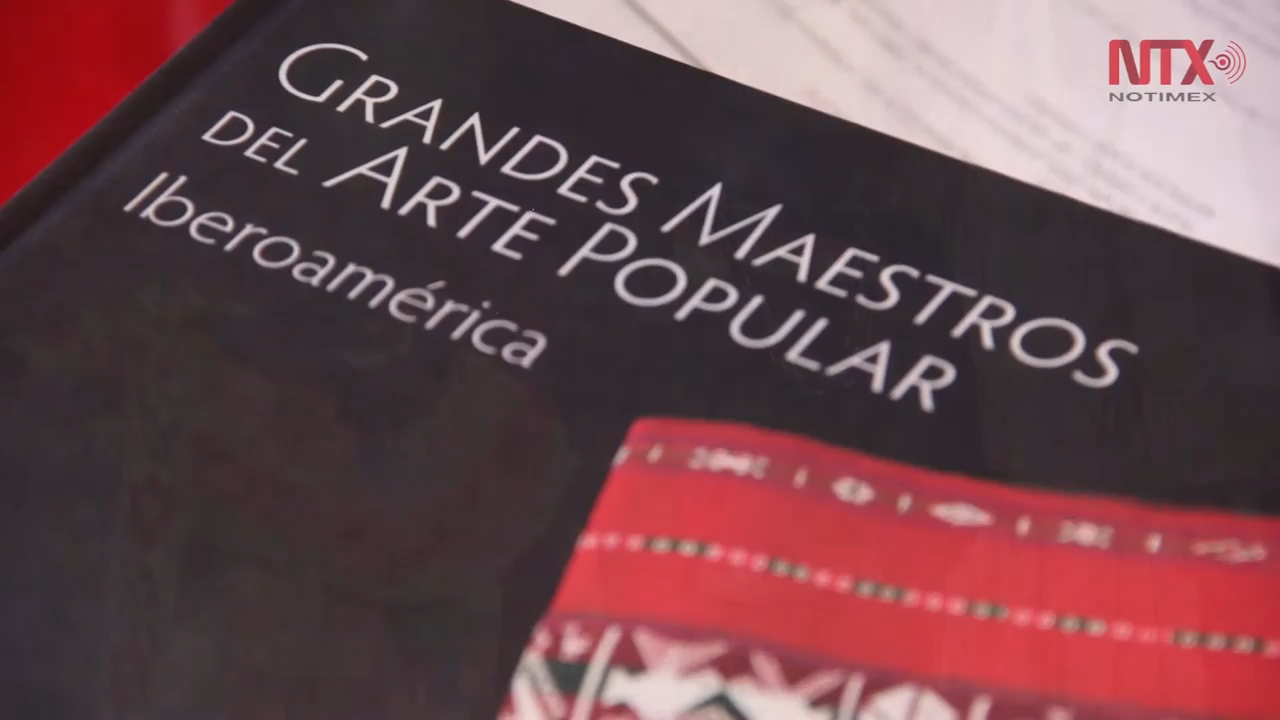 GRANDES MAESTROS
DEL ARTE POPULAR
Iberoamérica
NTX
NOTIMEX